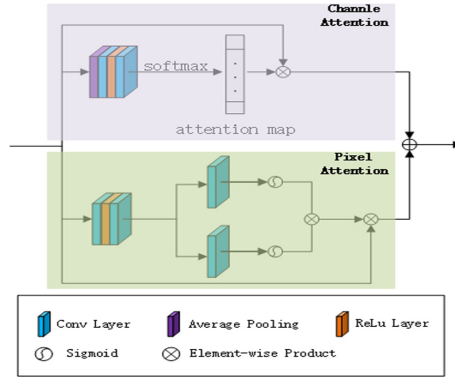 Channle
Attention
softmax
attention map
Pixel
Attention
Conv Layer
Average Pooling
ReLu Layer
Sigmoid
Element-wise Product